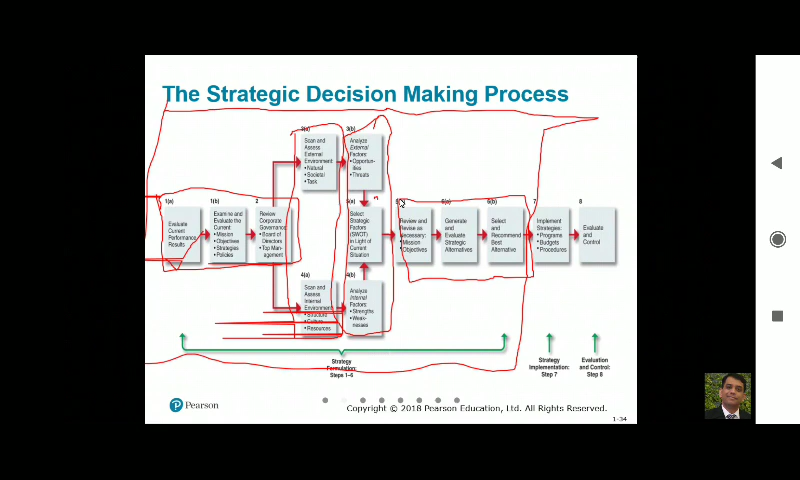 The Strategic Decision Making Process
1(a)
Evaluate
Current
Performance
Results
1(b)
Examine and
Evaluate the
Current
• Mission
• Objectives
• Strategies
• Policies
2
Review
Corporate
Governance
• Board of
Directors
• Top Man-
agement
3(a)
Scan and
Assess
External
Environment
• Natural
• Societal
• Task
3(b)
Analyze
External
Factors:
• Opportun-
ities
• Threats
4(a)
Scan and
Assess
Internal
Environment
• Structure
• Culture
• Resources
4(b)
Analyze
Internal
Factors:
• Strengths
• Weak-
nesses
5(a)
Select
Strategic
Factors
(SWOT)
in Light of
Current
Situation
Review and
Revise as
Necessary:
• Mission
• Objectives
6(a)
Generate
and
Evaluate
Strategic
Alternatives
6(b)
Select
and
Recommend
Best
Alternative
7
Implement
Strategies:
• Programs
• Budgets
• Procedures
8
Evaluate
and
Control
Strategy
Formulation:
Steps 1–6
Strategy
Implementation:
Step 7
Evaluation
and Control:
Step 8
Pearson
Copyright © 2018 Pearson Education, Ltd. All Rights Reserved.
1-34